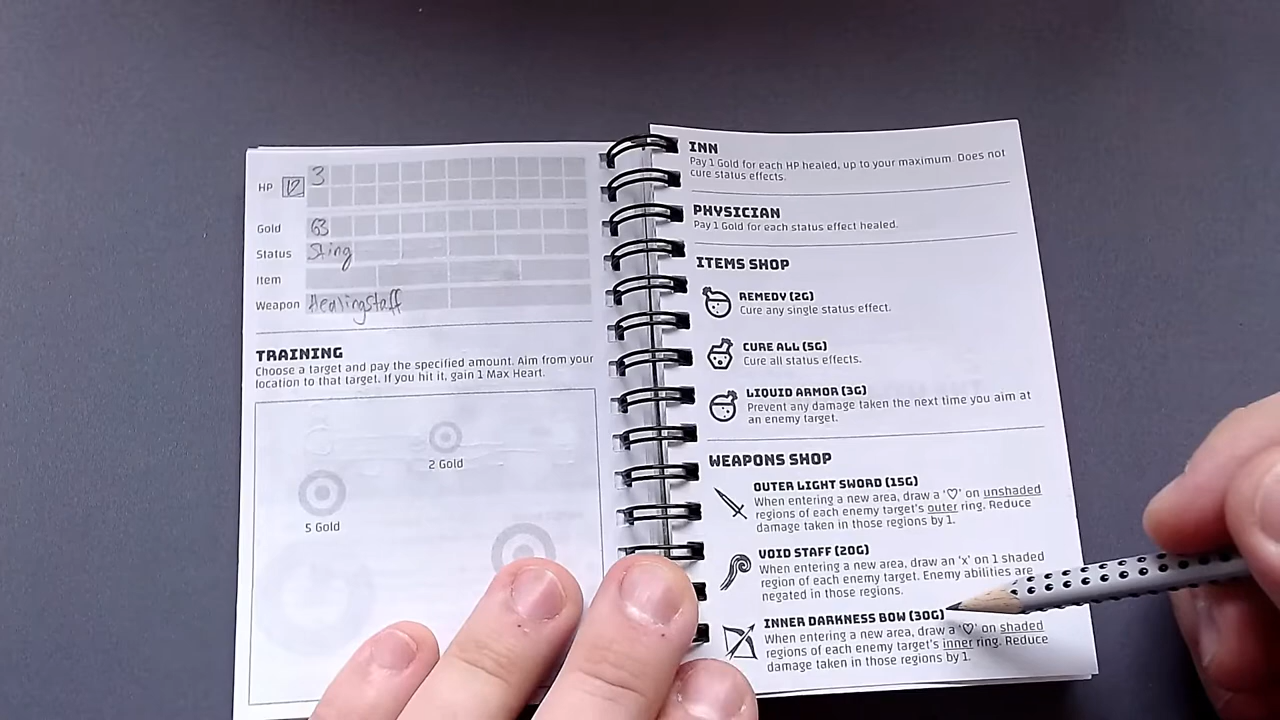 HP 12 3
Gold 63
Status Sting
Item
Weapon Healingstaff
TRAINING
Choose a target and pay the specified amount. Aim from your
location to that target. If you hit it, gain 1 Max Heart.
2 Gold
5 Gold
INN
Pay 1 Gold for each HP healed, up to your maximum. Does not
cure status effects.
PHYSICIAN
Pay 1 Gold for each status effect healed.
ITEMS SHOP
REMEDY (2G)
Cure any single status effect.
CURE ALL (5G)
Cure all status effects.
LIQUID ARMOR (3G)
Prevent any damage taken the next time you aim at
an enemy target.
WEAPONS SHOP
OUTER LIGHT SWORD (15G)
When entering a new area, draw a '♡' on unshaded
regions of each enemy target's outer ring. Reduce
damage taken in those regions by 1.
VOID STAFF (20G)
When entering a new area, draw an 'x' on 1 shaded
region of each enemy target. Enemy abilities are
negated in those regions.
INNER DARKNESS BOW (30G)
When entering a new area, draw a '♡' on shaded
regions of each enemy target's inner ring. Reduce
damage taken in those regions by 1.